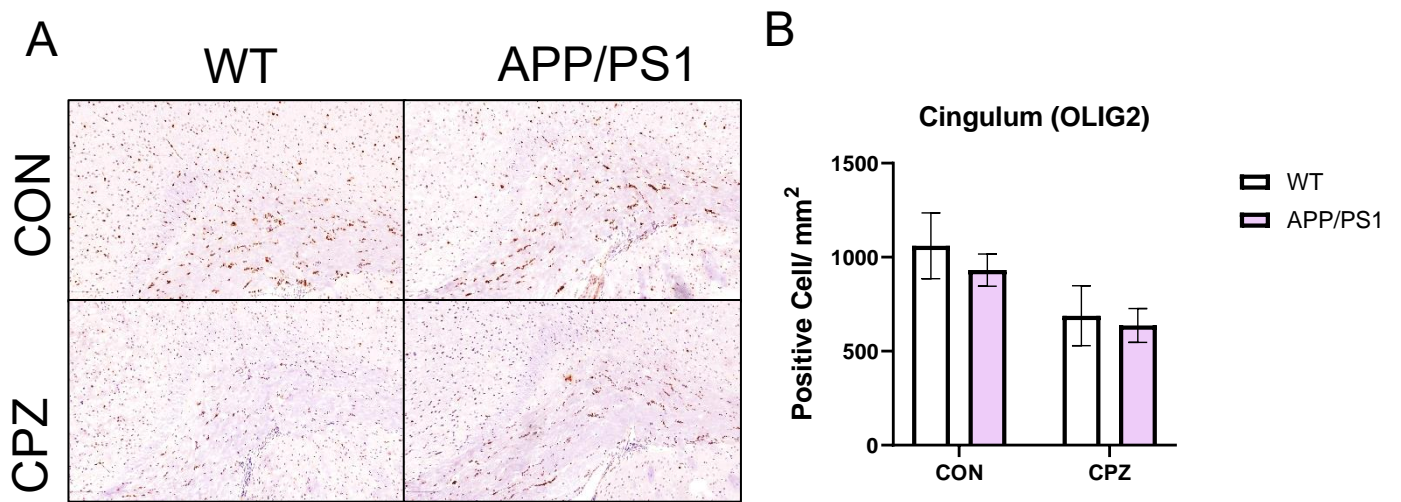 A
WT
APP/PS1
CON
CPZ
B
Cingulum (OLIG2)
Positive Cell/ mm²
1500
1000
500
0
CON
CPZ
WT
APP/PS1